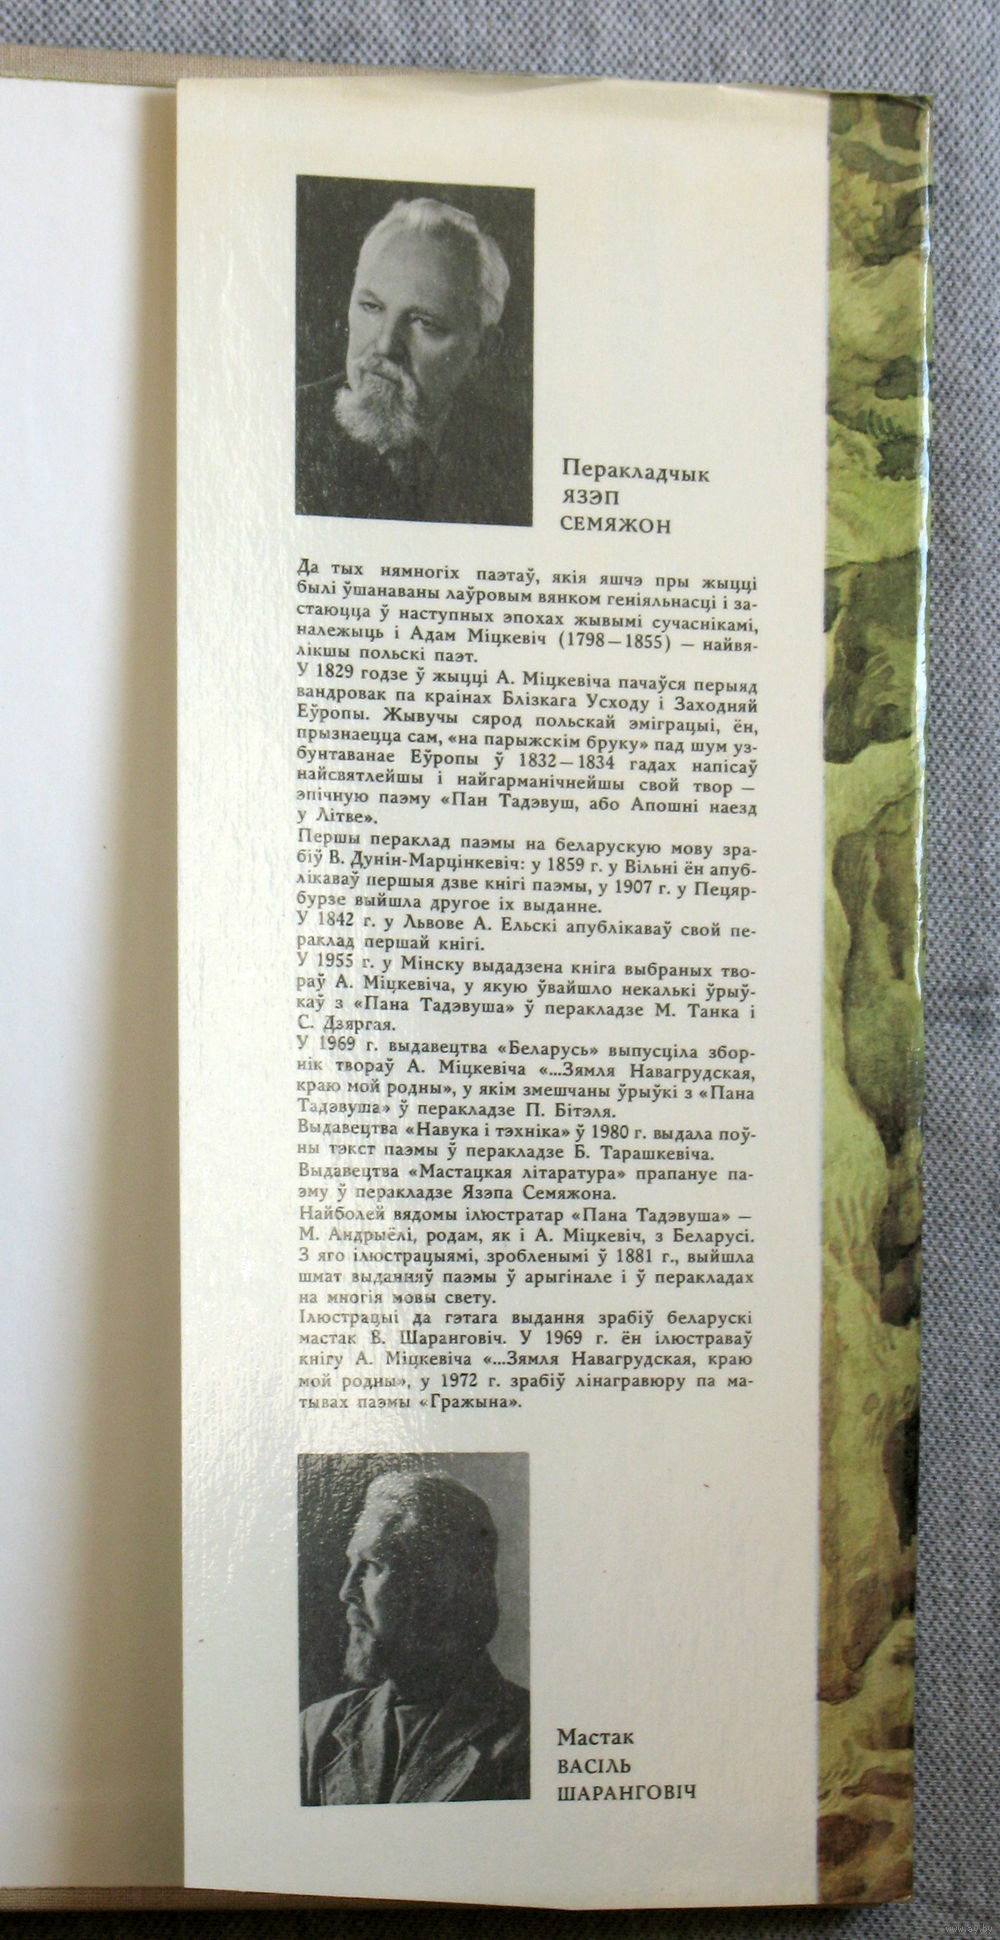 Перакладчык
ЯЗЭП
СЕМЯЖОН
Да тых нямногіх паэтаў, якія яшчэ пры жыцці
былі ўшанаваны лаўровым вянком геніяльнасці і за-
стаюцца ў наступных эпохах жывымі сучаснікамі,
належыць і Адам Міцкевіч (1798—1855) — найвя-
лікшы польскі паэт.
У 1829 годзе ў жыцці А. Міцкевіча пачаўся перыяд
вандровак па краінах Блізкага Усходу і Заходняй
Еўропы. Жывучы сярод польскай эміграцыі, ён,
прызнаецца сам, «на парыжскім бруку» пад шум уз-
бунтаванае Еўропы ў 1832—1834 гадах напісаў
найсвятлейшы і найгарманічнейшы свой твор —
эпічную паэму «Пан Тадэвуш, або Апошні наезд
у Літве».
Першы пераклад паэмы на беларускую мову зра-
біў В. Дунін-Марцінкевіч: у 1859 г. у Вільні ён апуб-
лікаваў першыя дзве кнігі паэмы, у 1907 г. у Пецяр-
бурзе выйшла другое іх выданне.
У 1842 г. у Львове А. Ельскі апублікаваў свой пе-
раклад першай кнігі.
У 1955 г. у Мінску выдадзена кніга выбраных тво-
раў А. Міцкевіча, у якую ўвайшло некалькі ўрыў-
каў з «Пана Тадэвуша» ў перакладзе М. Танка і
С. Дзяргая.
У 1969 г. выдавецтва «Беларусь» выпусціла збор-
нік твораў А. Міцкевіча «...Зямля Навагрудская,
краю мой родны», у якім змешчаны ўрыўкі з «Пана
Тадэвуша» ў перакладзе П. Бітэля.
Выдавецтва «Навука і тэхніка» ў 1980 г. выдала поў-
ны тэкст паэмы ў перакладзе Б. Тарашкевіча.
Выдавецтва «Мастацкая літаратура» прапануе па-
эму ў перакладзе Язэпа Семяжона.
Найболей вядомы ілюстратар «Пана Тадэвуша» —
М. Андрыёлі, родам, як і А. Міцкевіч, з Беларусі.
З яго ілюстрацыямі, зробленымі ў 1881 г., выйшла
шмат выданняў паэмы ў арыгінале і ў перакладах
на многія мовы свету.
Ілюстрацыі да гэтага выдання зрабіў беларускі
мастак В. Шаранговіч. У 1969 г. ён ілюстраваў
кнігу А. Міцкевіча «...Зямля Навагрудская, краю
мой родны», у 1972 г. зрабіў лінагравюру па ма-
тывах паэмы «Гражына».
Мастак
ВАСІЛЬ
ШАРАНГОВІЧ
www.ay.by